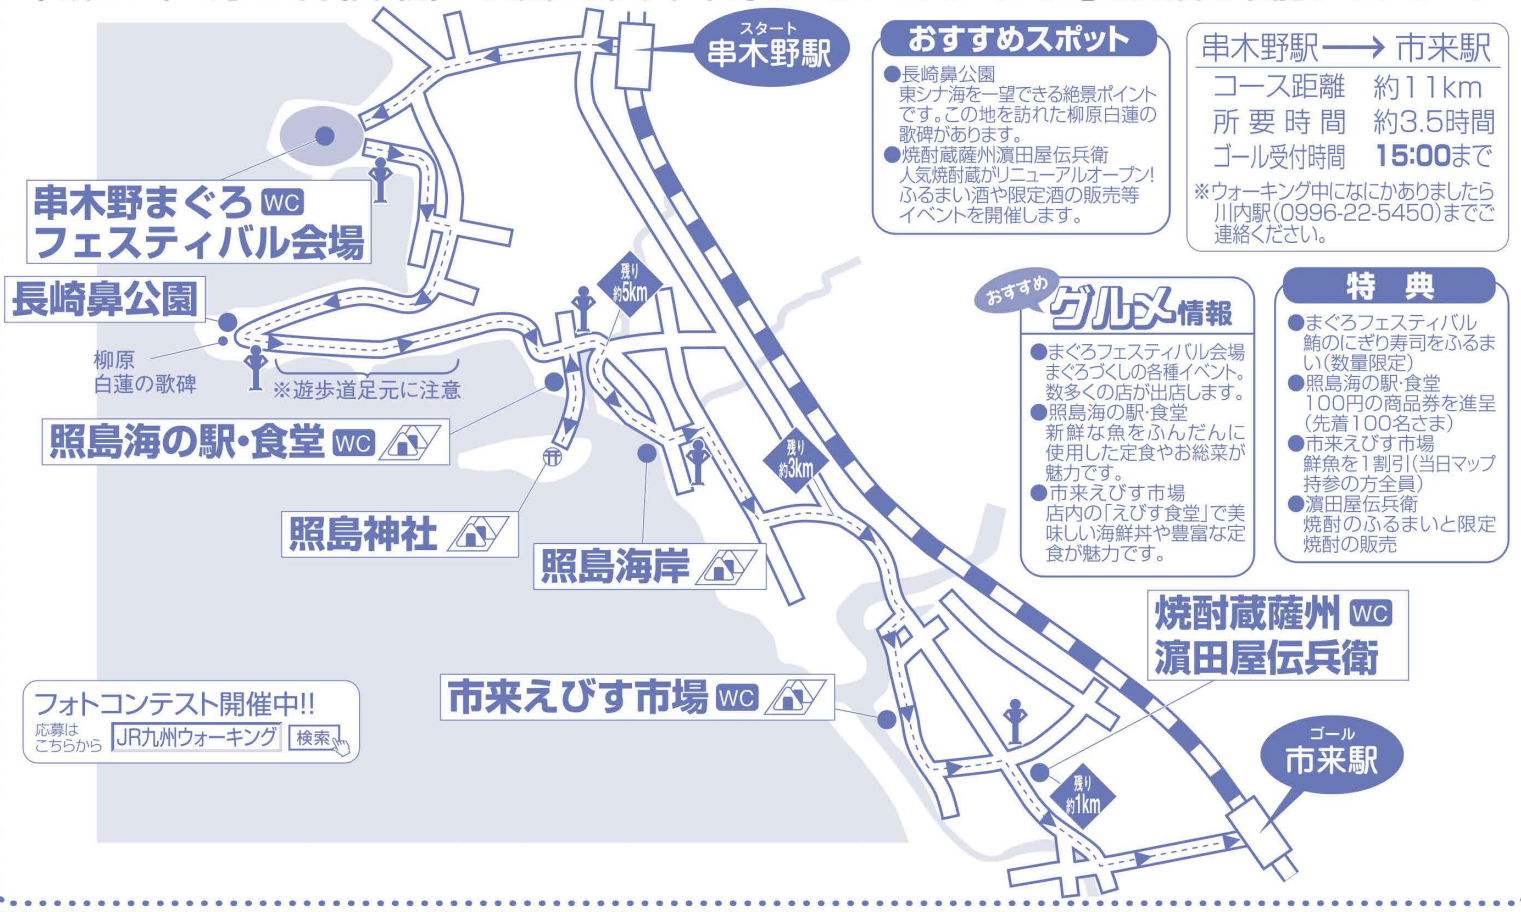 スタート
串木野駅
おすすめスポット
●長崎鼻公園
東シナ海を一望できる絶景ポイント
です。この地を訪れた柳原白蓮の
歌碑があります。
●焼酎蔵薩州濵田屋伝兵衛
人気焼酎蔵がリニューアルオープン!
ふるまい酒や限定酒の販売等
イベントを開催します。
串木野駅→市来駅
コース距離 約11km
所要時間 約3.5時間
ゴール受付時間 15:00まで
※ウォーキング中になにかありましたら
川内駅(0996-22-5450)までご
連絡ください。
串木野まぐろ WC
フェスティバル会場
長崎鼻公園
柳原
白蓮の歌碑
※遊歩道足元に注意
残り
約5km
照島海の駅・食堂 WC
照島神社
照島海岸
残り
約3km
おすすめ
グルメ情報
●まぐろフェスティバル会場
まぐろづくしの各種イベント。
数多くの店が出店します。
●照島海の駅・食堂
新鮮な魚をふんだんに
使用した定食やお総菜が
魅力です。
●市来えびす市場
店内の「えびす食堂」で美
味しい海鮮丼や豊富な定
食が魅力です。
特典
●まぐろフェスティバル
鮪のにぎり寿司をふるま
い(数量限定)
●照島海の駅・食堂
100円の商品券を進呈
(先着100名さま)
●市来えびす市場
鮮魚を1割引(当日マップ
持参の方全員)
●濵田屋伝兵衛
焼酎のふるまいと限定
焼酎の販売
焼酎蔵薩州 WC
濵田屋伝兵衛
市来えびす市場 WC
残り
約1km
ゴール
市来駅
フォトコンテスト開催中!!
応募は
こちらから
JR九州ウォーキング 検索